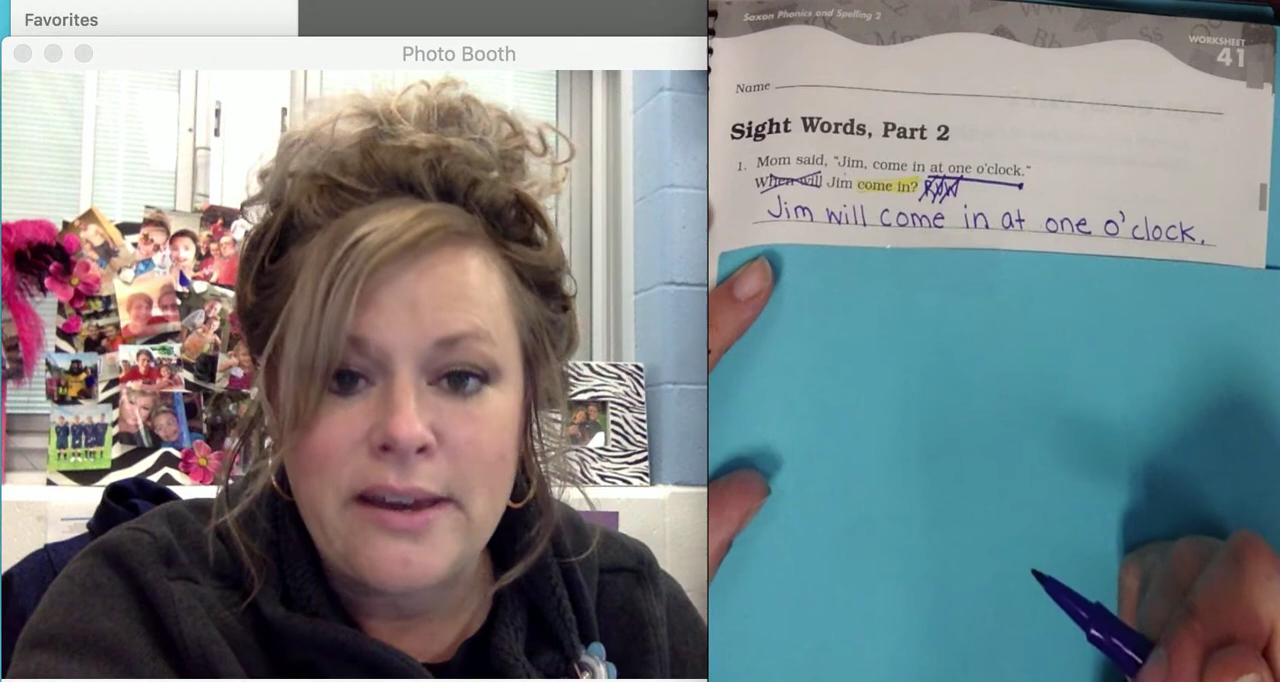 Favorites
Photo Booth
Saxon Phonics and Spelling 2
WORKSHEET
41
Name
Sight Words, Part 2
1. Mom said, "Jim, come in at one o'clock."
When will Jim come in?
Jim will come in at one o'clock.